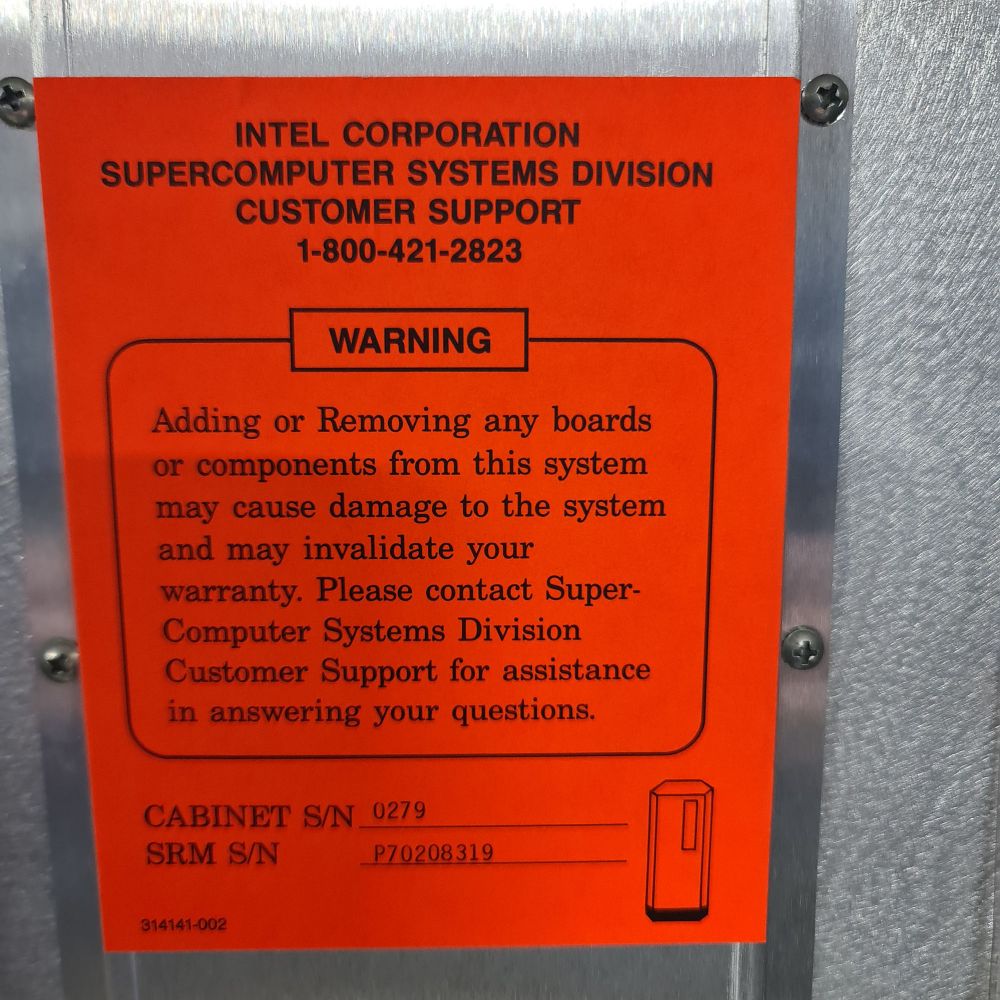 INTEL CORPORATION
SUPERCOMPUTER SYSTEMS DIVISION
CUSTOMER SUPPORT
1-800-421-2823
WARNING
Adding or Removing any boards
or components from this system
may cause damage to the system
and may invalidate your
warranty. Please contact Super-
Computer Systems Division
Customer Support for assistance
in answering your questions.
CABINET S/N 0279
SRM S/N P70208319
314141-002